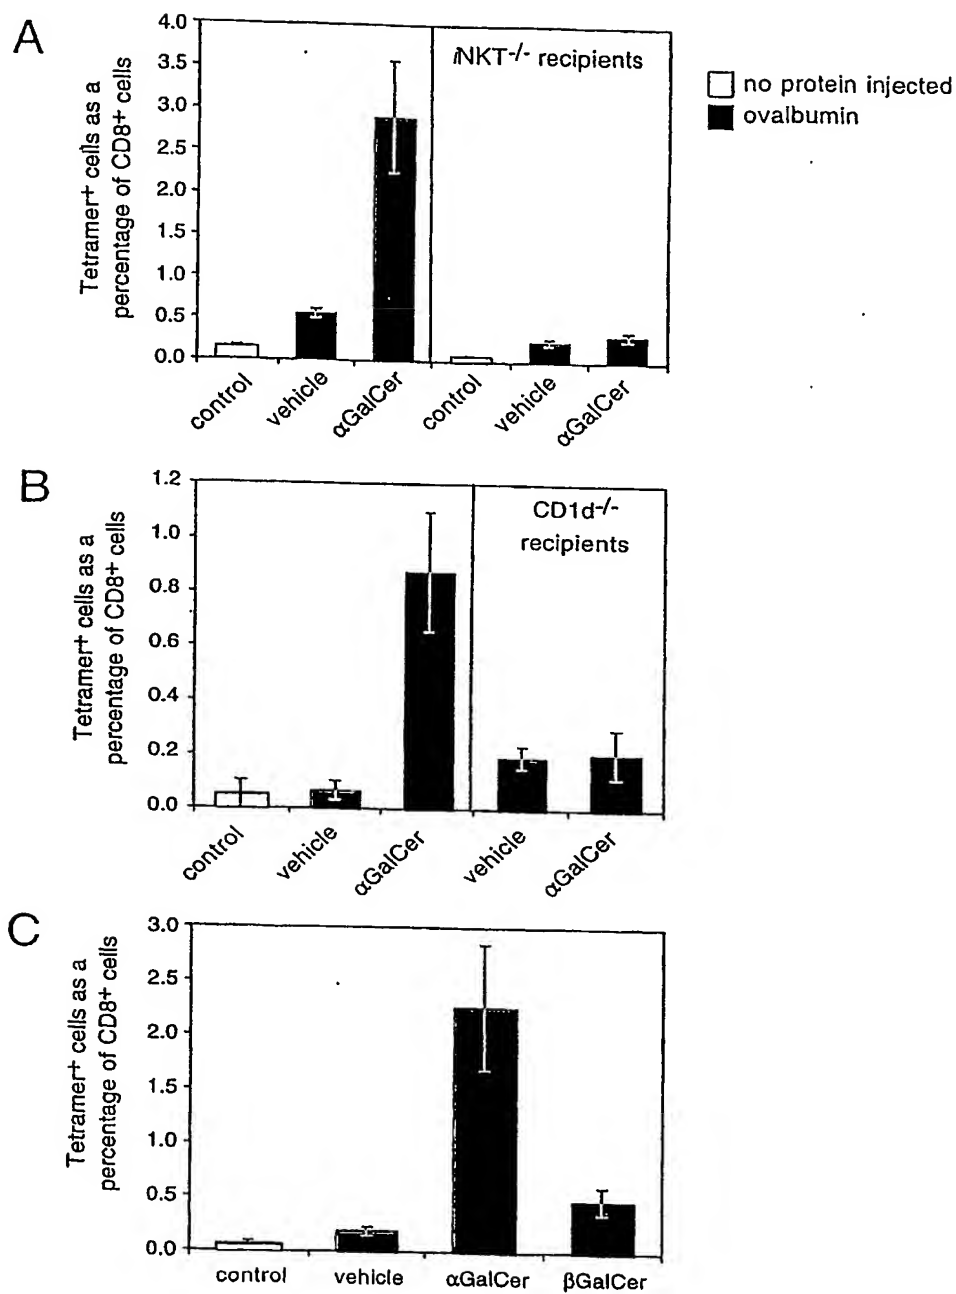 A
Tetramer+ cells as a
percentage of CD8+ cells
4.0
3.5
3.0
2.5
2.0
1.5
1.0
0.5
0.0
iNKT-/- recipients
no protein injected
ovalbumin
control
vehicle
αGalCer
control
vehicle
αGalCer
B
Tetramer+ cells as a
percentage of CD8+ cells
1.2
1.0
0.8
0.6
0.4
0.2
0.0
CD1d-/-
recipients
control
vehicle
αGalCer
vehicle
αGalCer
C
Tetramer+ cells as a
percentage of CD8+ cells
3.0
2.5
2.0
1.5
1.0
0.5
0.0
control
vehicle
αGalCer
βGalCer